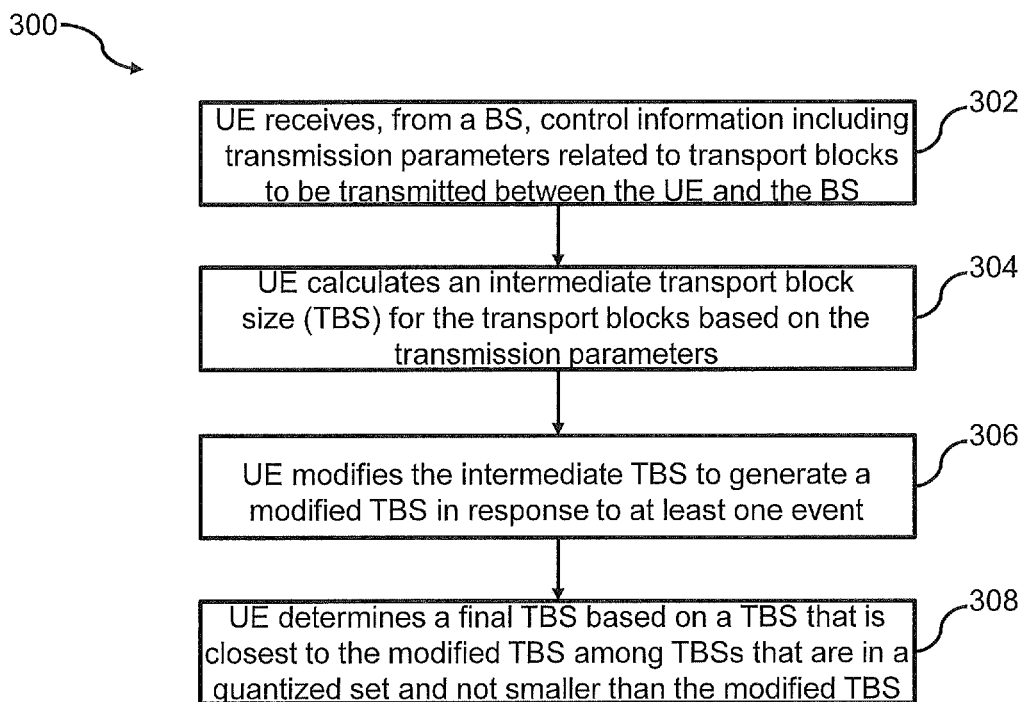 300
302
UE receives, from a BS, control information including
transmission parameters related to transport blocks
to be transmitted between the UE and the BS
304
UE calculates an intermediate transport block
size (TBS) for the transport blocks based on the
transmission parameters
306
UE modifies the intermediate TBS to generate a
modified TBS in response to at least one event
308
UE determines a final TBS based on a TBS that is
closest to the modified TBS among TBSs that are in a
quantized set and not smaller than the modified TBS